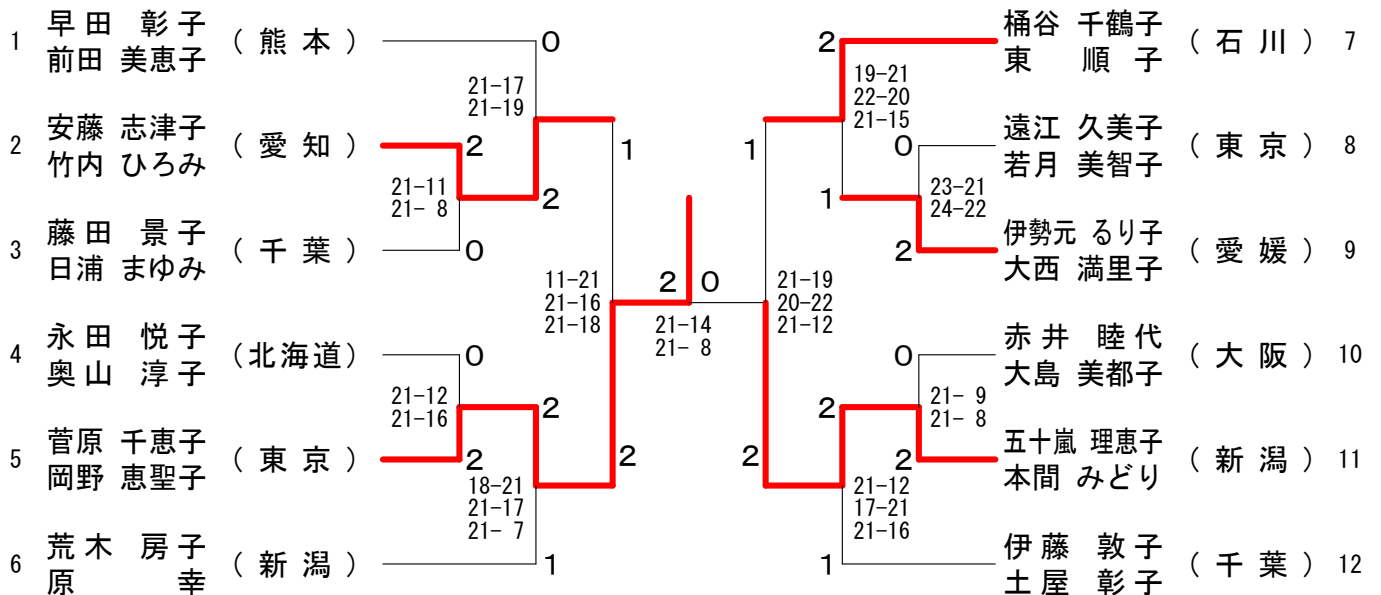 1 早田 彰子 (熊本) 0
前田 美恵子
21-17
21-19
2 安藤 志津子 (愛知) 2
竹内 ひろみ
1
21-11
21- 8
2
3 藤田 景子 (千葉) 0
日浦 まゆみ
11-21
21-16
21-18
4 永田 悦子 (北海道) 0
奥山 淳子
21-12
21-16
2
5 菅原 千恵子 (東京) 2
岡野 恵聖子
2
18-21
21-17
21- 7
6 荒木 房子 (新潟) 1
原 幸
2 0
21-14
21- 8
2 桶谷 千鶴子 (石川) 7
東 順子
19-21
22-20
21-15
1
0 遠江 久美子 (東京) 8
若月 美智子
23-21
24-22
1
2 伊勢元 るり子 (愛媛) 9
大西 満里子
21-19
20-22
21-12
0 赤井 睦代 (大阪) 10
大島 美都子
21- 9
21- 8
2
2 五十嵐 理恵子 (新潟) 11
本間 みどり
2
21-12
17-21
21-16
1 伊藤 敦子 (千葉) 12
土屋 彰子